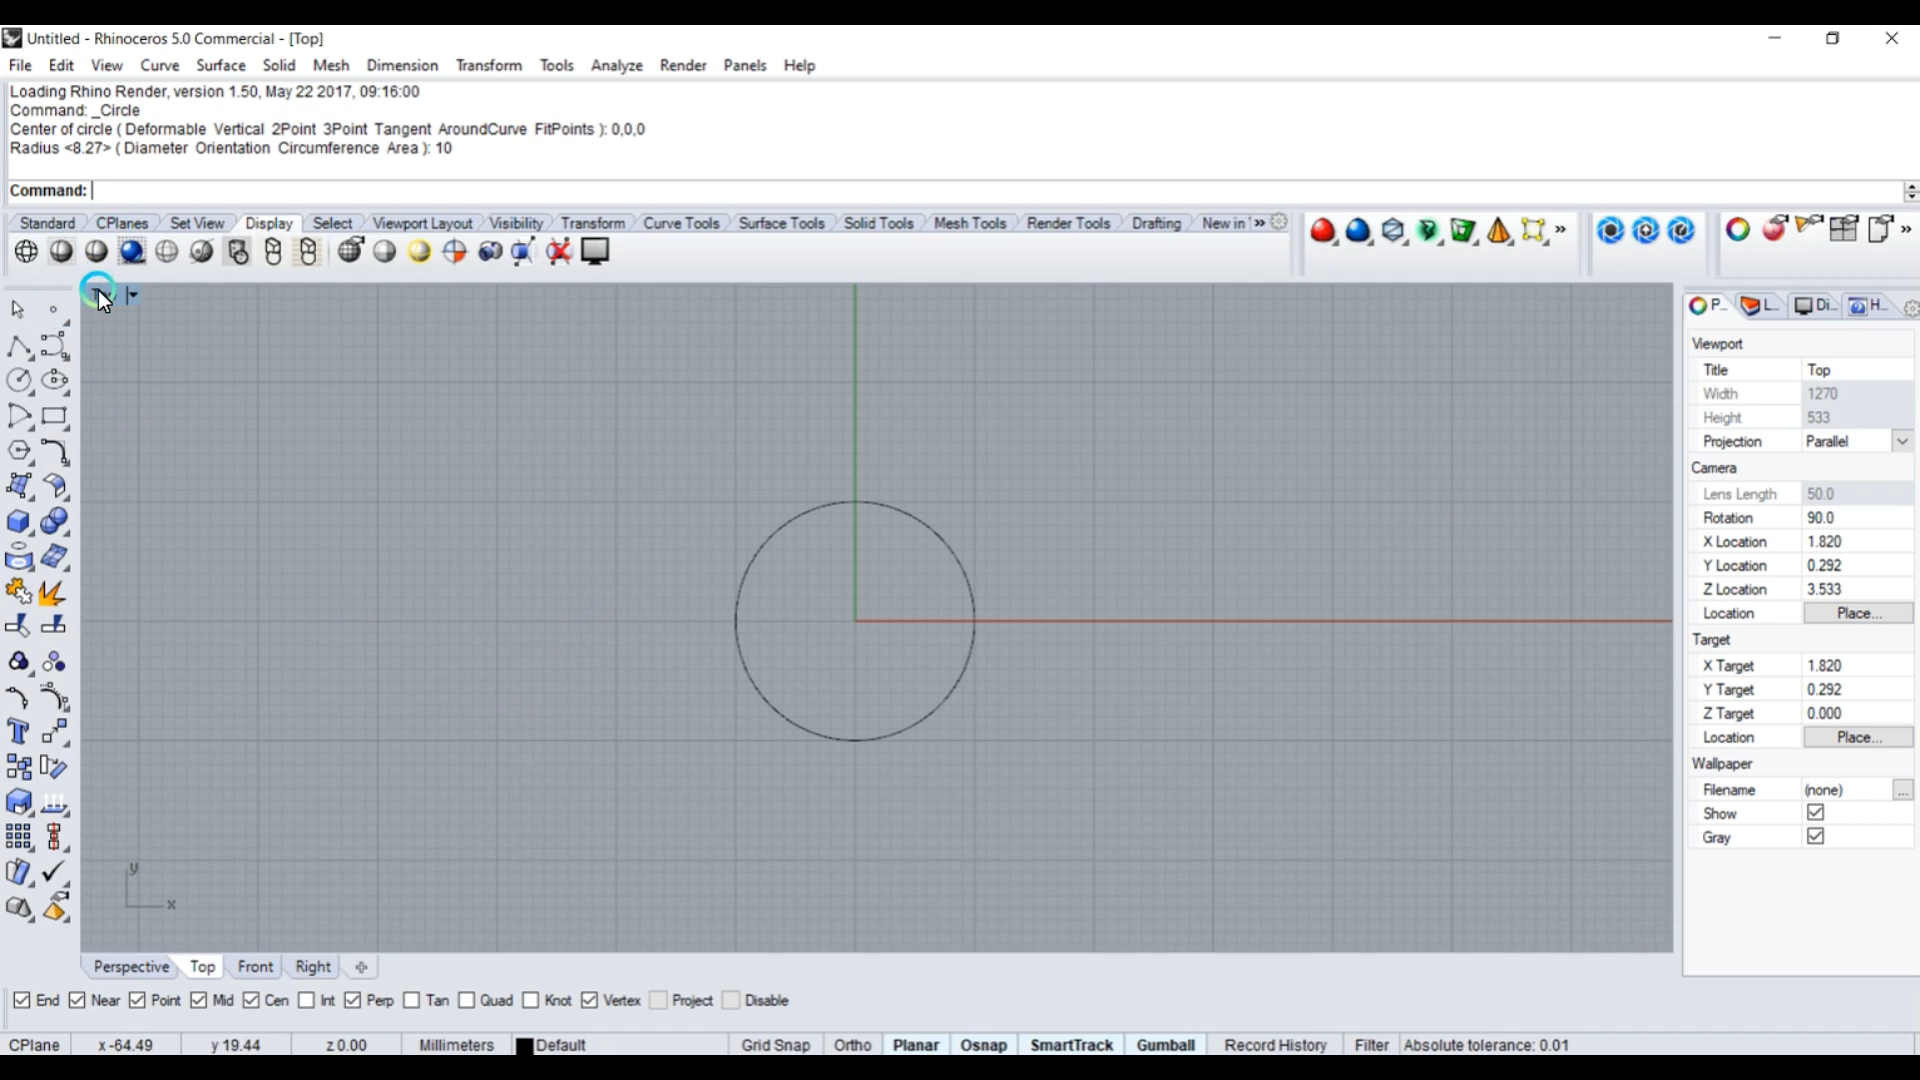 Untitled - Rhinoceros 5.0 Commercial - [Top]
File Edit View Curve Surface Solid Mesh Dimension Transform Tools Analyze Render Panels Help
Loading Rhino Render, version 1.50, May 22 2017, 09:16:00
Command: _Circle
Center of circle ( Deformable Vertical 2Point 3Point Tangent AroundCurve FitPoints ): 0,0,0
Radius <8.27> ( Diameter Orientation Circumference Area ): 10
Command:
Standard CPlanes Set View Display Select Viewport Layout Visibility Transform Curve Tools Surface Tools Solid Tools Mesh Tools Render Tools Drafting New in
P... L... Di... H...
Viewport
Title Top
Width 1270
Height 533
Projection Parallel
Camera
Lens Length 50.0
Rotation 90.0
X Location 1.820
Y Location 0.292
Z Location 3.533
Location Place...
Target
X Target 1.820
Y Target 0.292
Z Target 0.000
Location Place...
Wallpaper
Filename (none) ...
Show
Gray
y
x
Perspective Top Front Right
End Near Point Mid Cen Int Perp Tan Quad Knot Vertex Project Disable
CPlane x -64.49 y 19.44 z 0.00 Millimeters Default Grid Snap Ortho Planar Osnap SmartTrack Gumball Record History Filter Absolute tolerance: 0.01